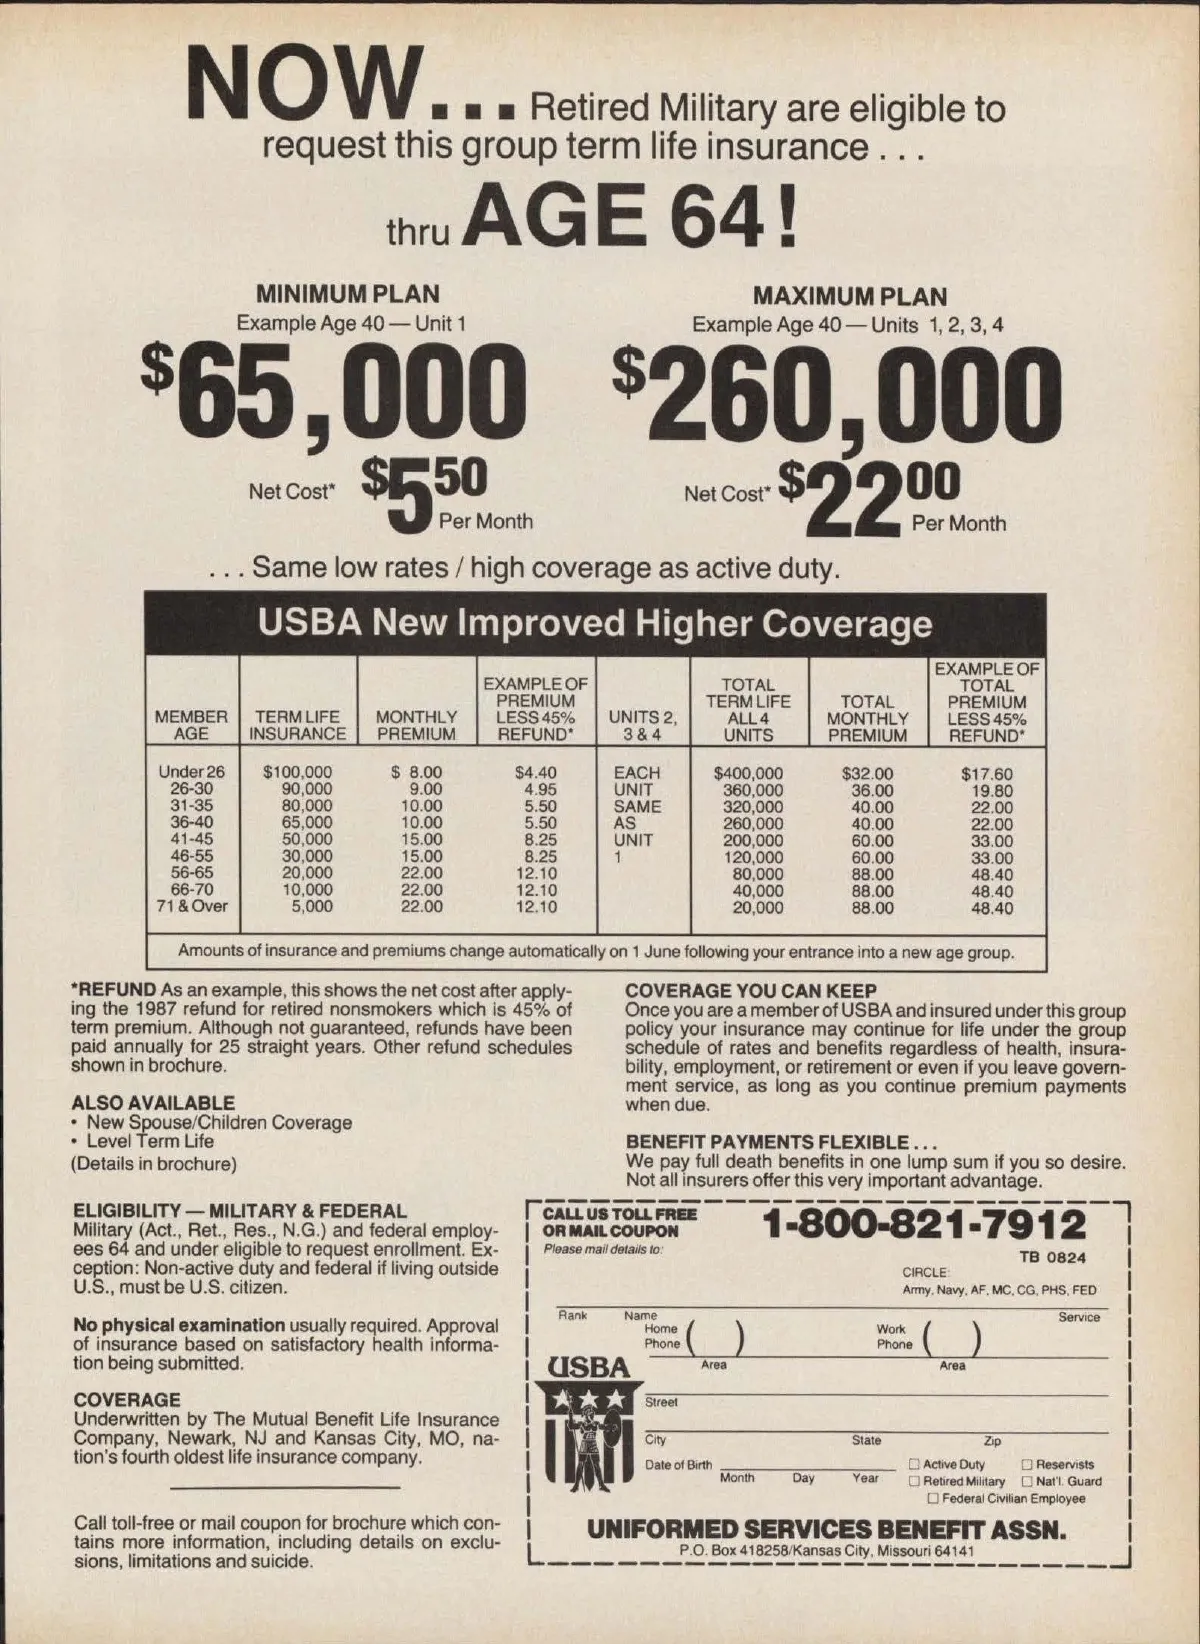 NOW... Retired Military are eligible to
request this group term life insurance . . .
thru AGE 64!
MINIMUM PLAN
Example Age 40 — Unit 1
$65,000
Net Cost* $5 50
Per Month
MAXIMUM PLAN
Example Age 40 — Units 1, 2, 3, 4
$260,000
Net Cost* $22 00
Per Month
. . . Same low rates / high coverage as active duty.
USBA New Improved Higher Coverage
MEMBER AGE | TERM LIFE INSURANCE | MONTHLY PREMIUM | EXAMPLE OF PREMIUM LESS 45% REFUND* | UNITS 2, 3 & 4 | TOTAL TERM LIFE ALL 4 UNITS | TOTAL MONTHLY PREMIUM | EXAMPLE OF TOTAL PREMIUM LESS 45% REFUND*
Under 26 $100,000 $ 8.00 $4.40 EACH $400,000 $32.00 $17.60
26-30 90,000 9.00 4.95 UNIT 360,000 36.00 19.80
31-35 80,000 10.00 5.50 SAME 320,000 40.00 22.00
36-40 65,000 10.00 5.50 AS 260,000 40.00 22.00
41-45 50,000 15.00 8.25 UNIT 200,000 60.00 33.00
46-55 30,000 15.00 8.25 1 120,000 60.00 33.00
56-65 20,000 22.00 12.10 80,000 88.00 48.40
66-70 10,000 22.00 12.10 40,000 88.00 48.40
71 & Over 5,000 22.00 12.10 20,000 88.00 48.40
Amounts of insurance and premiums change automatically on 1 June following your entrance into a new age group.
*REFUND As an example, this shows the net cost after apply-
ing the 1987 refund for retired nonsmokers which is 45% of
term premium. Although not guaranteed, refunds have been
paid annually for 25 straight years. Other refund schedules
shown in brochure.
ALSO AVAILABLE
• New Spouse/Children Coverage
• Level Term Life
(Details in brochure)
COVERAGE YOU CAN KEEP
Once you are a member of USBA and insured under this group
policy your insurance may continue for life under the group
schedule of rates and benefits regardless of health, insura-
bility, employment, or retirement or even if you leave govern-
ment service, as long as you continue premium payments
when due.
BENEFIT PAYMENTS FLEXIBLE . . .
We pay full death benefits in one lump sum if you so desire.
Not all insurers offer this very important advantage.
ELIGIBILITY — MILITARY & FEDERAL
Military (Act., Ret., Res., N.G.) and federal employ-
ees 64 and under eligible to request enrollment. Ex-
ception: Non-active duty and federal if living outside
U.S., must be U.S. citizen.
No physical examination usually required. Approval
of insurance based on satisfactory health informa-
tion being submitted.
COVERAGE
Underwritten by The Mutual Benefit Life Insurance
Company, Newark, NJ and Kansas City, MO, na-
tion's fourth oldest life insurance company.
Call toll-free or mail coupon for brochure which con-
tains more information, including details on exclu-
sions, limitations and suicide.
CALL US TOLL FREE
OR MAIL COUPON
1-800-821-7912
Please mail details to:
TB 0824
CIRCLE:
Army, Navy, AF, MC, CG, PHS, FED
Rank Name Service
Home Phone ( ) Work Phone ( )
Area Area
USBA
Street
City State Zip
Date of Birth
Month Day Year
☐ Active Duty ☐ Reservists
☐ Retired Military ☐ Nat'l. Guard
☐ Federal Civilian Employee
UNIFORMED SERVICES BENEFIT ASSN.
P.O. Box 418258/Kansas City, Missouri 64141